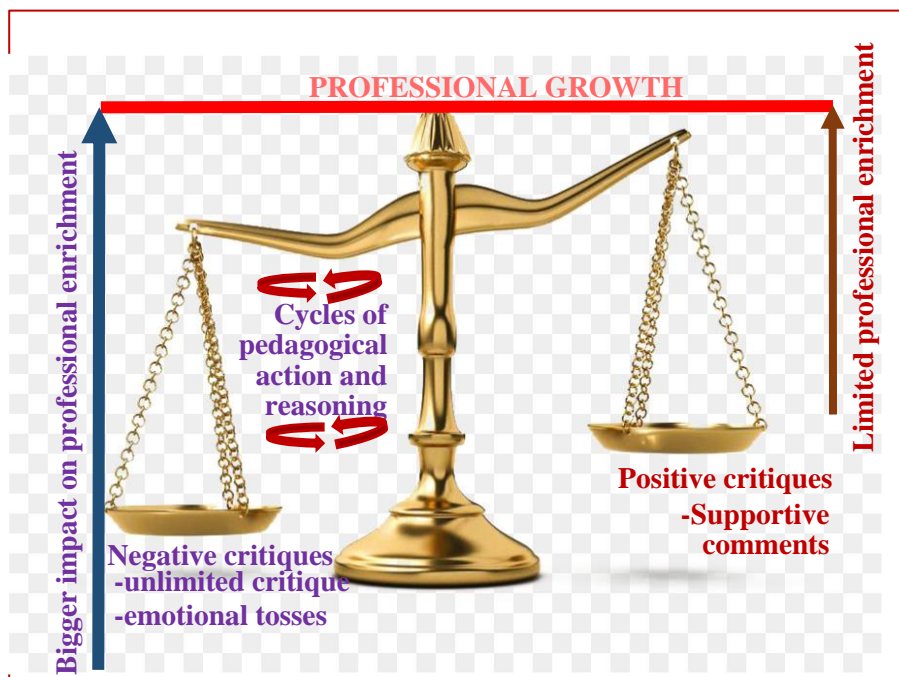 PROFESSIONAL GROWTH
Bigger impact on professional enrichment
Cycles of
pedagogical
action and
reasoning
Negative critiques
-unlimited critique
-emotional tosses
Positive critiques
-Supportive
comments
Limited professional enrichment